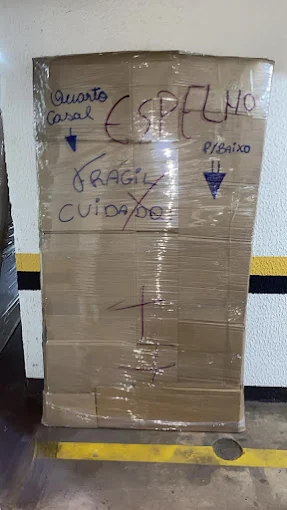 Quarto
Casal
ESPELHO
P/BAIXO
FRÁGIL
CUIDADO